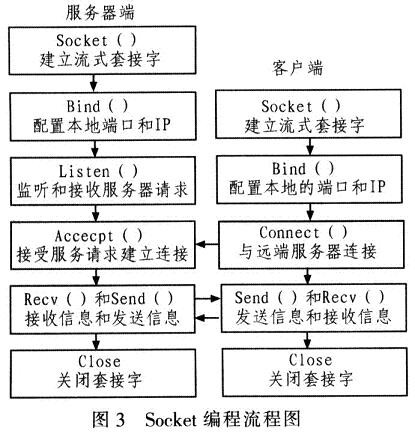 服务器端
Socket()
建立流式套接字
Bind()
配置本地端口和IP
Listen()
监听和接收服务器请求
Accecpt()
接受服务请求建立连接
Recv()和Send()
接收信息和发送信息
Close
关闭套接字
客户端
Socket()
建立流式套接字
Bind()
配置本地的端口和IP
Connect()
与远端服务器连接
Send()和Recv()
发送信息和接收信息
Close
关闭套接字
图3 Socket 编程流程图